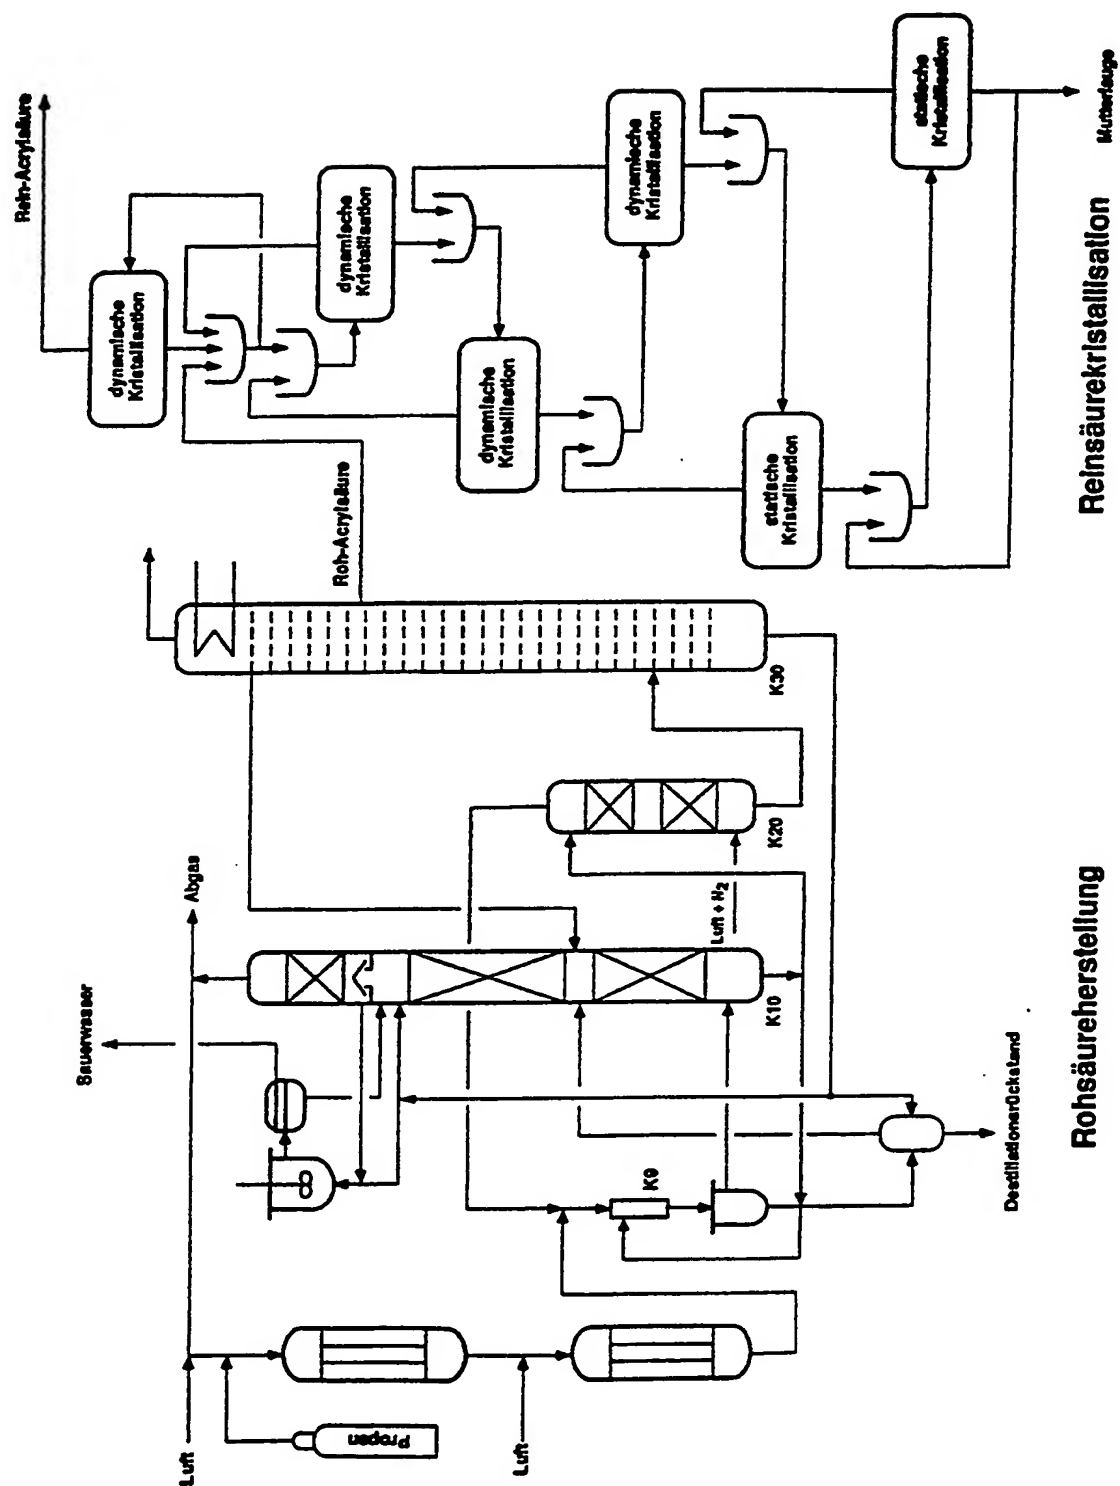 Rein-Acrylsäure
dynamische
Kristallisation
dynamische
Kristallisation
dynamische
Kristallisation
dynamische
Kristallisation
statische
Kristallisation
statische
Kristallisation
Mutterlauge
Reinsäurekristallisation
Roh-Acrylsäure
K30
K20
Luft + H2
Abgas
K10
Sauerwasser
K9
Destillationsrückstand
Rohsäureherstellung
Luft
Propen
Luft